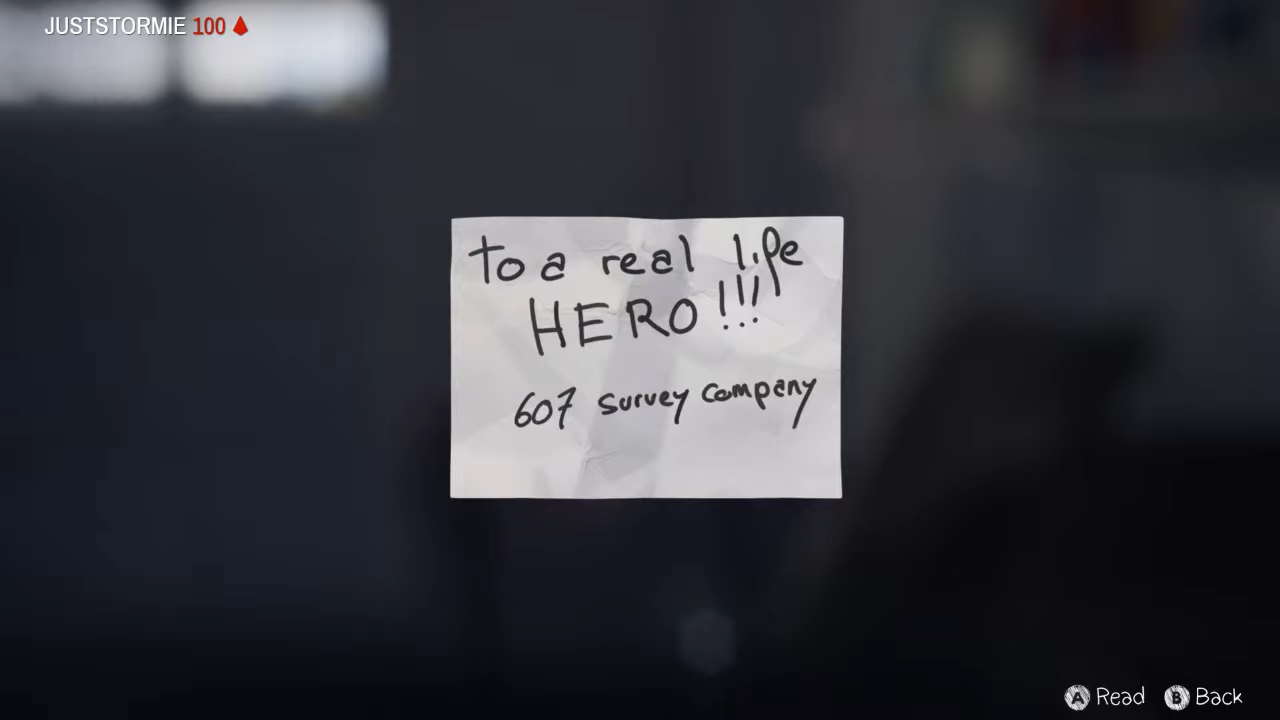 JUSTSTORMIE 100
to a real life
HERO!!!
607 survey company
A Read B Back